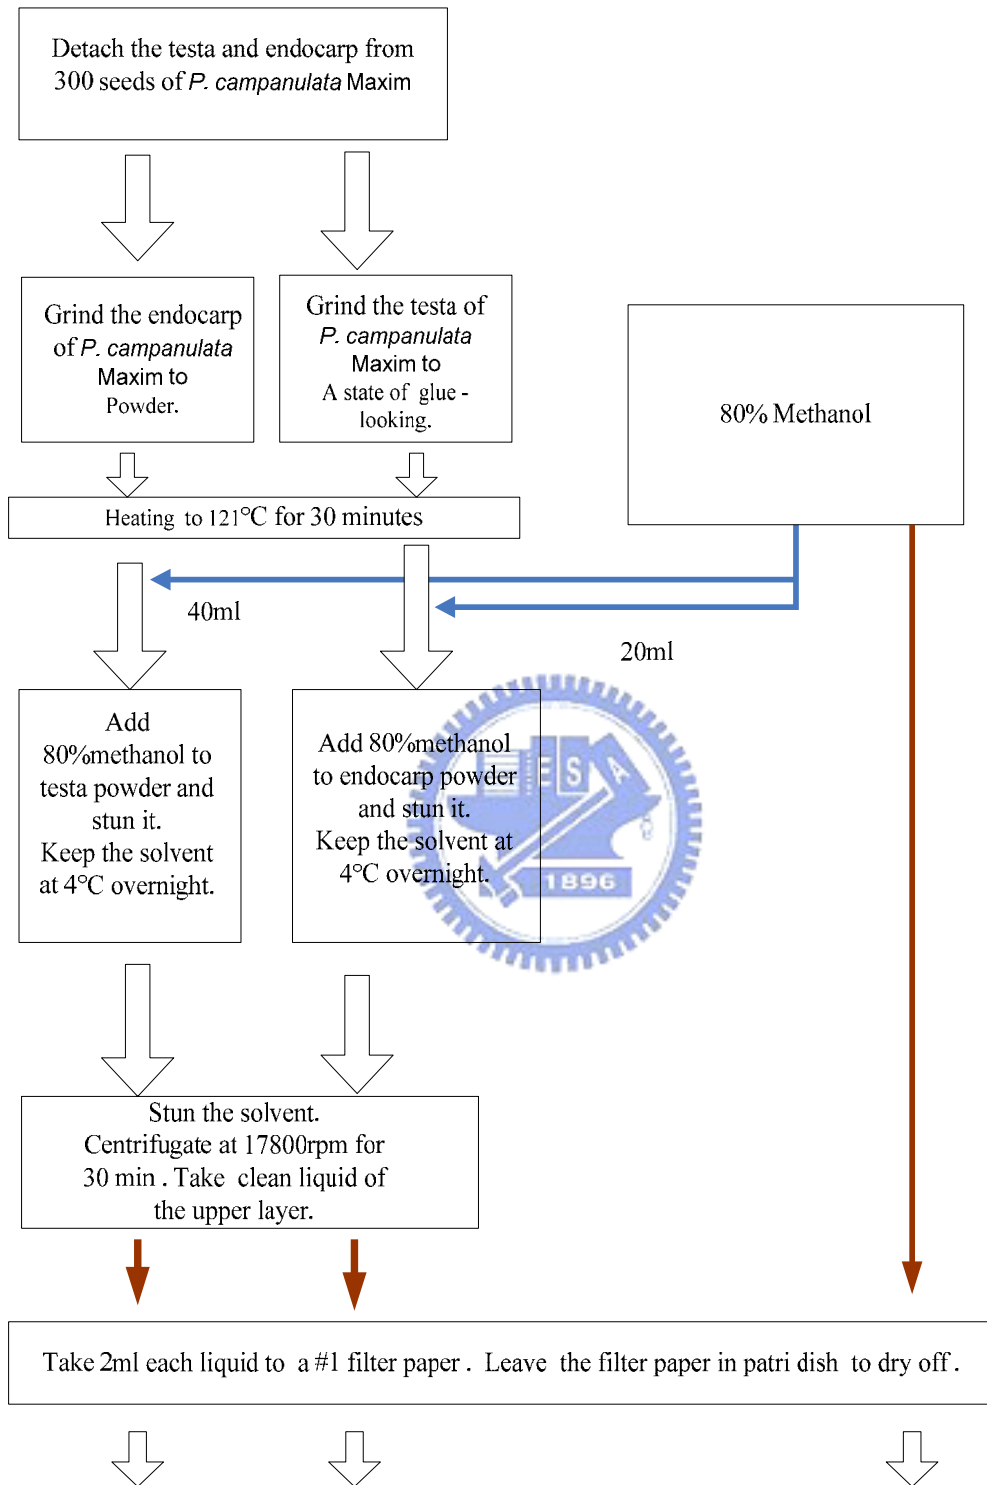 Detach the testa and endocarp from
300 seeds of P. campanulata Maxim
Grind the endocarp
of P. campanulata
Maxim to
Powder.
Grind the testa of
P. campanulata
Maxim to
A state of glue -
looking.
80% Methanol
Heating to 121°C for 30 minutes
40ml
20ml
Add
80%methanol to
testa powder and
stun it.
Keep the solvent
at 4°C overnight.
Add 80%methanol
to endocarp powder
and stun it.
Keep the solvent at
4°C overnight.
E S A
1896
Stun the solvent.
Centrifugate at 17800rpm for
30 min . Take clean liquid of
the upper layer.
Take 2ml each liquid to a #1 filter paper . Leave the filter paper in patri dish to dry off .